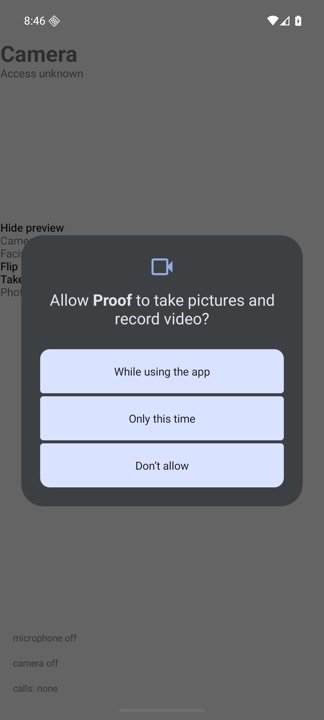 8:46
Camera
Access unknown
Hide preview
Flip
Allow Proof to take pictures and
record video?
While using the app
Only this time
Don't allow
microphone off
camera off
calls: none